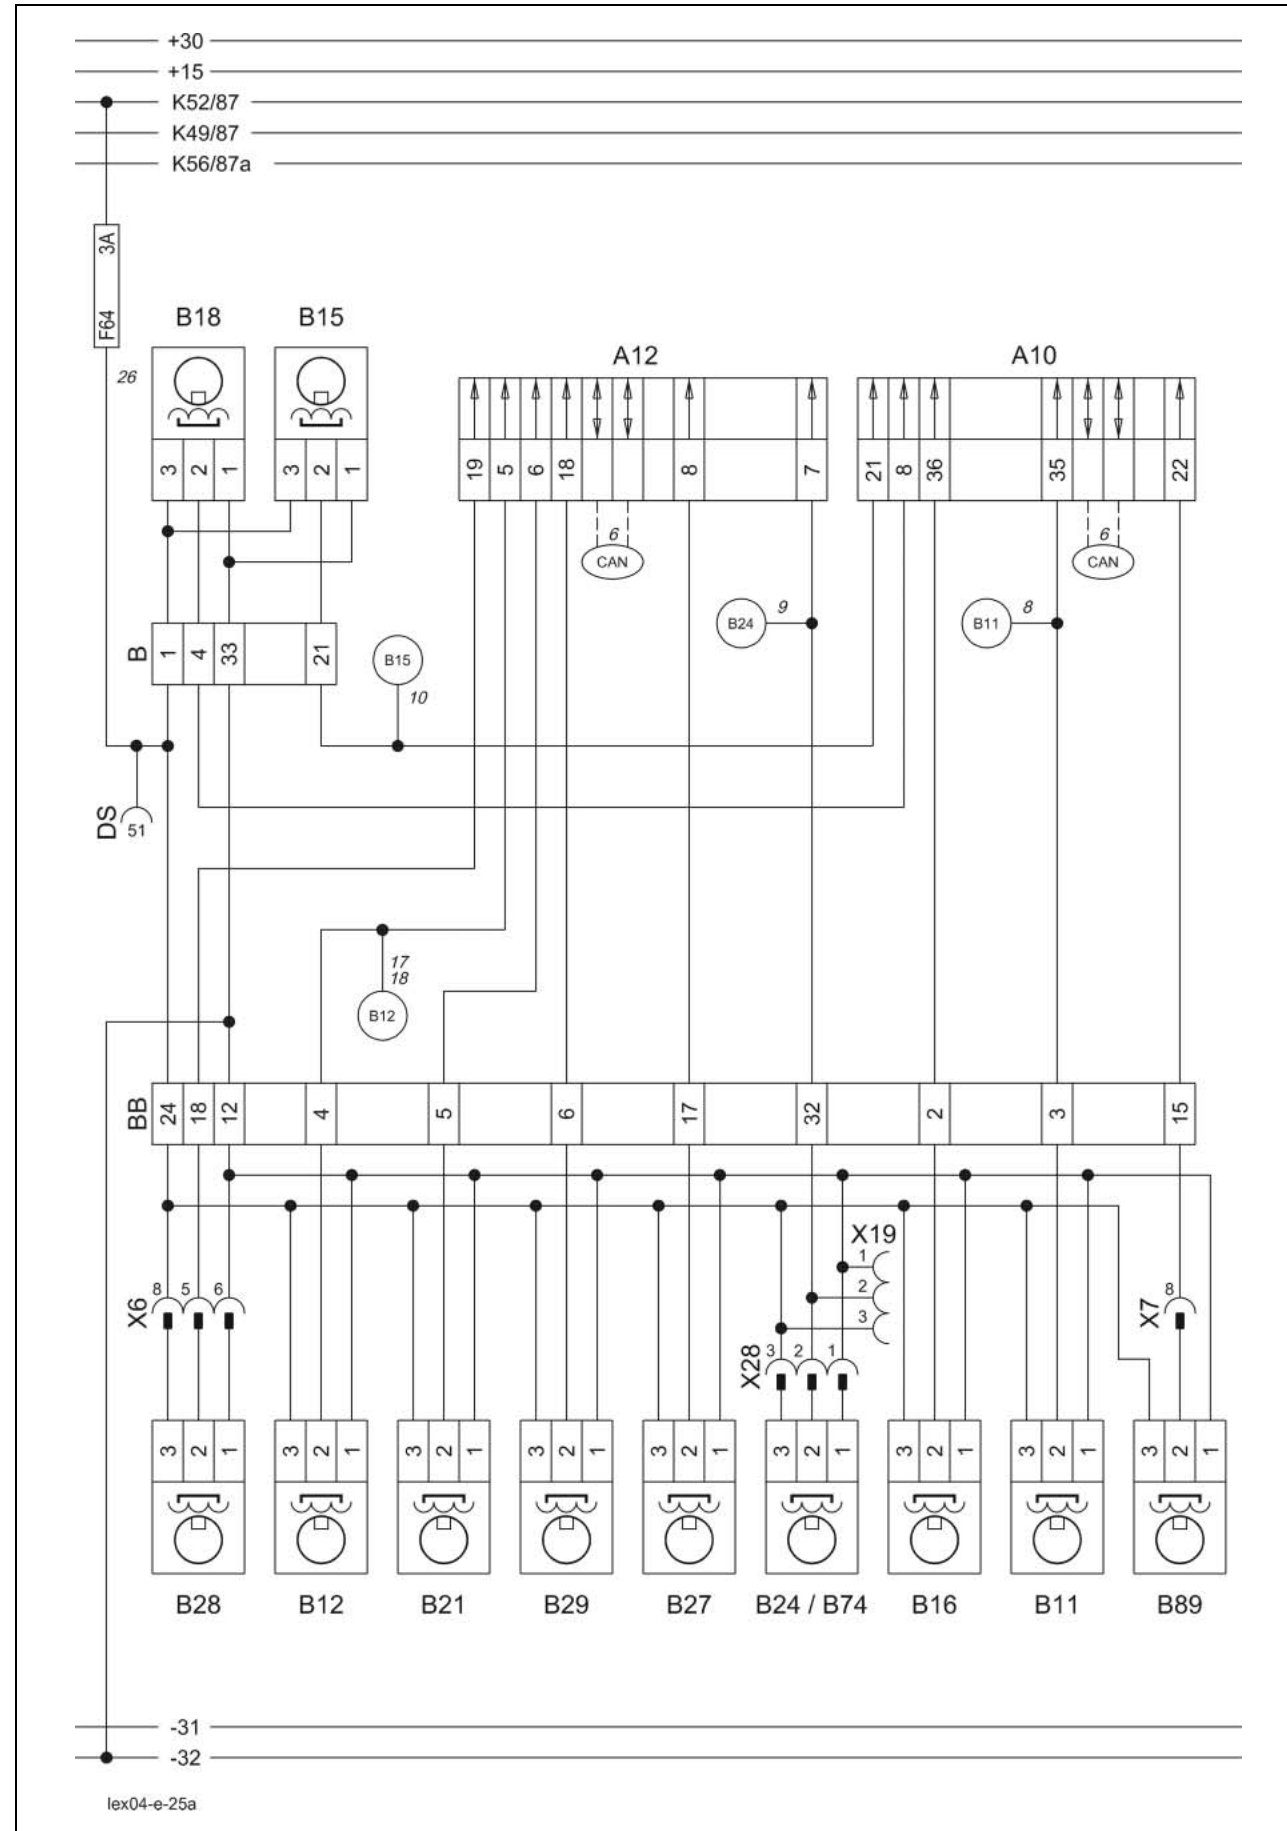 +30
+15
K52/87
K49/87
K56/87a
3A
F64
26
B18 B15
A12 A10
3 2 1 3 2 1
19 5 6 18 8 7
21 8 36 35 22
6 6
CAN CAN
B24 9
B11 8
B 1 4 33 21
B15
10
DS 51
17
18
B12
BB 24 18 12 4 5 6 17 32 2 3 15
X19
1
2
3
X6 8 5 6
X7 8
X28 3 2 1
3 2 1 3 2 1 3 2 1 3 2 1 3 2 1 3 2 1 3 2 1 3 2 1 3 2 1
B28 B12 B21 B29 B27 B24 / B74 B16 B11 B89
-31
-32
lex04-e-25a